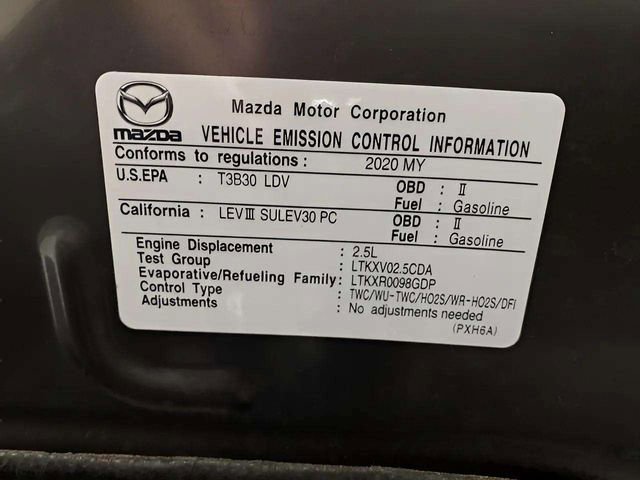 Mazda Motor Corporation
mazda VEHICLE EMISSION CONTROL INFORMATION
Conforms to regulations : 2020 MY
U.S.EPA : T3B30 LDV OBD : II
Fuel : Gasoline
California : LEVIII SULEV30 PC OBD : II
Fuel : Gasoline
Engine Displacement : 2.5L
Test Group : LTKXV02.5CDA
Evaporative/Refueling Family: LTKXR0098GDP
Control Type : TWC/WU-TWC/HO2S/WR-HO2S/DFI
Adjustments : No adjustments needed
(PXH6A)